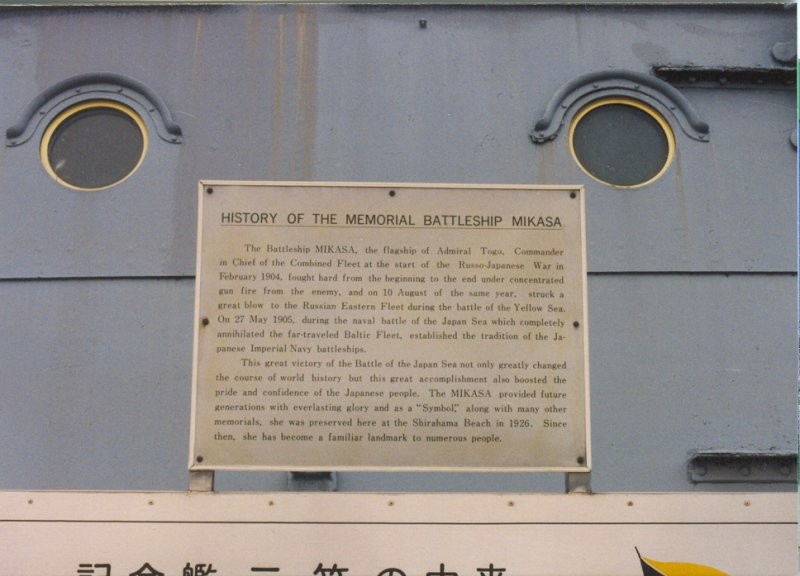 HISTORY OF THE MEMORIAL BATTLESHIP MIKASA
The Battleship MIKASA, the flagship of Admiral Togo, Commander
in Chief of the Combined Fleet at the start of the Russo-Japanese War in
February 1904, fought hard from the beginning to the end under concentrated
gun fire from the enemy, and on 10 August of the same year, struck a
great blow to the Russian Eastern Fleet during the battle of the Yellow Sea.
On 27 May 1905, during the naval battle of the Japan Sea which completely
annihilated the far-traveled Baltic Fleet, established the tradition of the Ja-
panese Imperial Navy battleships.
This great victory of the Battle of the Japan Sea not only greatly changed
the course of world history but this great accomplishment also boosted the
pride and confidence of the Japanese people. The MIKASA provided future
generations with everlasting glory and as a “Symbol,” along with many other
memorials, she was preserved here at the Shirahama Beach in 1926. Since
then, she has become a familiar landmark to numerous people.
記念艦三笠の由来